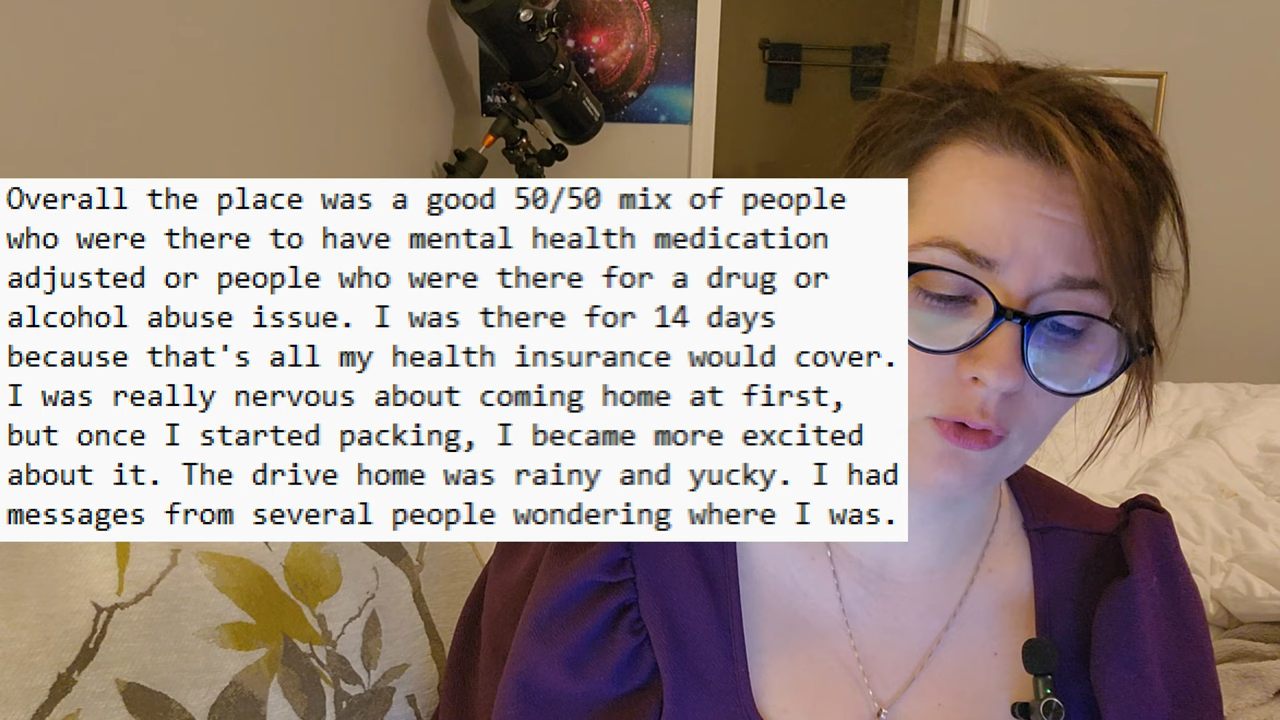 NASA
Overall the place was a good 50/50 mix of people
who were there to have mental health medication
adjusted or people who were there for a drug or
alcohol abuse issue. I was there for 14 days
because that's all my health insurance would cover.
I was really nervous about coming home at first,
but once I started packing, I became more excited
about it. The drive home was rainy and yucky. I had
messages from several people wondering where I was.